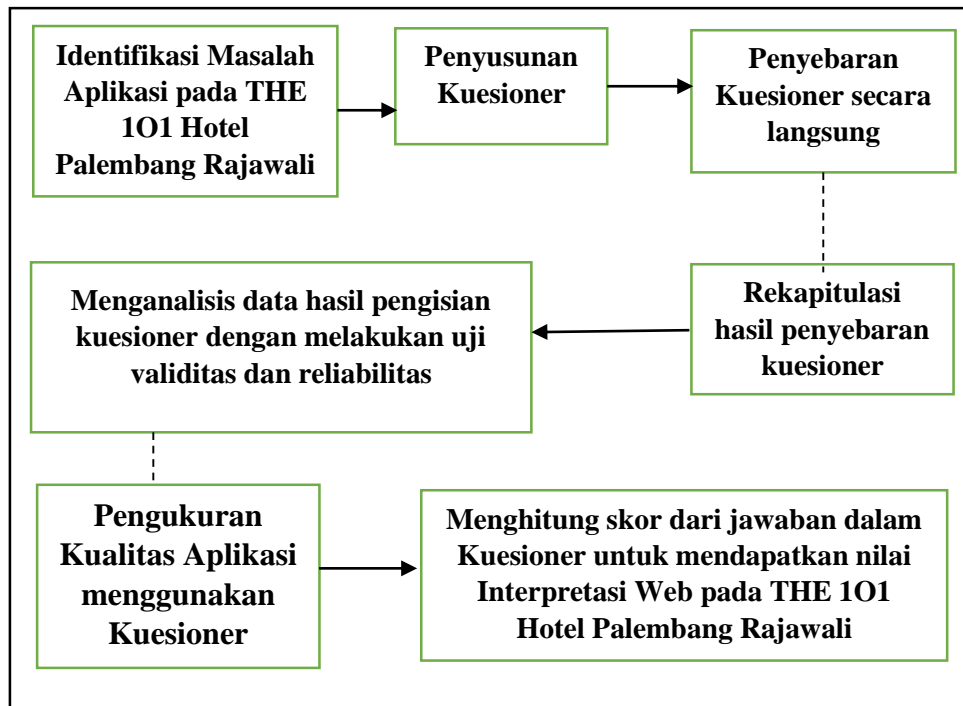 Identifikasi Masalah
Aplikasi pada THE
1O1 Hotel
Palembang Rajawali
Penyusunan
Kuesioner
Penyebaran
Kuesioner secara
langsung
Rekapitulasi
hasil penyebaran
kuesioner
Menganalisis data hasil pengisian
kuesioner dengan melakukan uji
validitas dan reliabilitas
Pengukuran
Kualitas Aplikasi
menggunakan
Kuesioner
Menghitung skor dari jawaban dalam
Kuesioner untuk mendapatkan nilai
Interpretasi Web pada THE 1O1
Hotel Palembang Rajawali